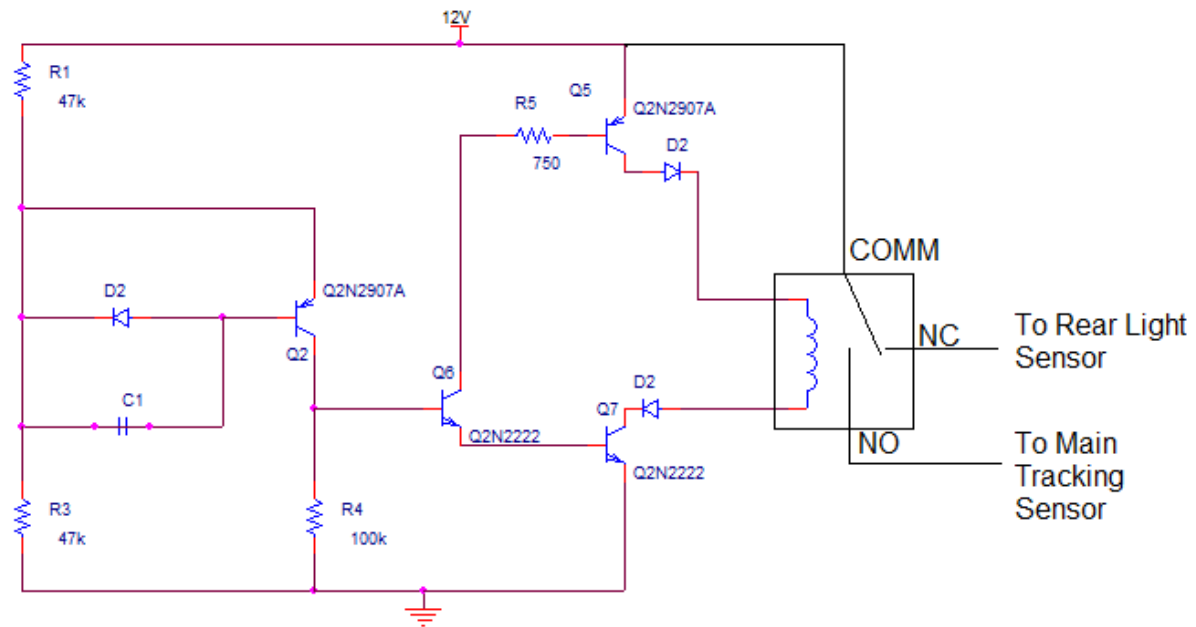 12V
R1
47k
Q5
R5
Q2N2907A
750
D2
COMM
D2
Q2N2907A
Q2
NC
To Rear Light
Sensor
Q6
D2
C1
Q7
Q2N2222
NO
To Main
Tracking
Sensor
Q2N2222
R3
47k
R4
100k